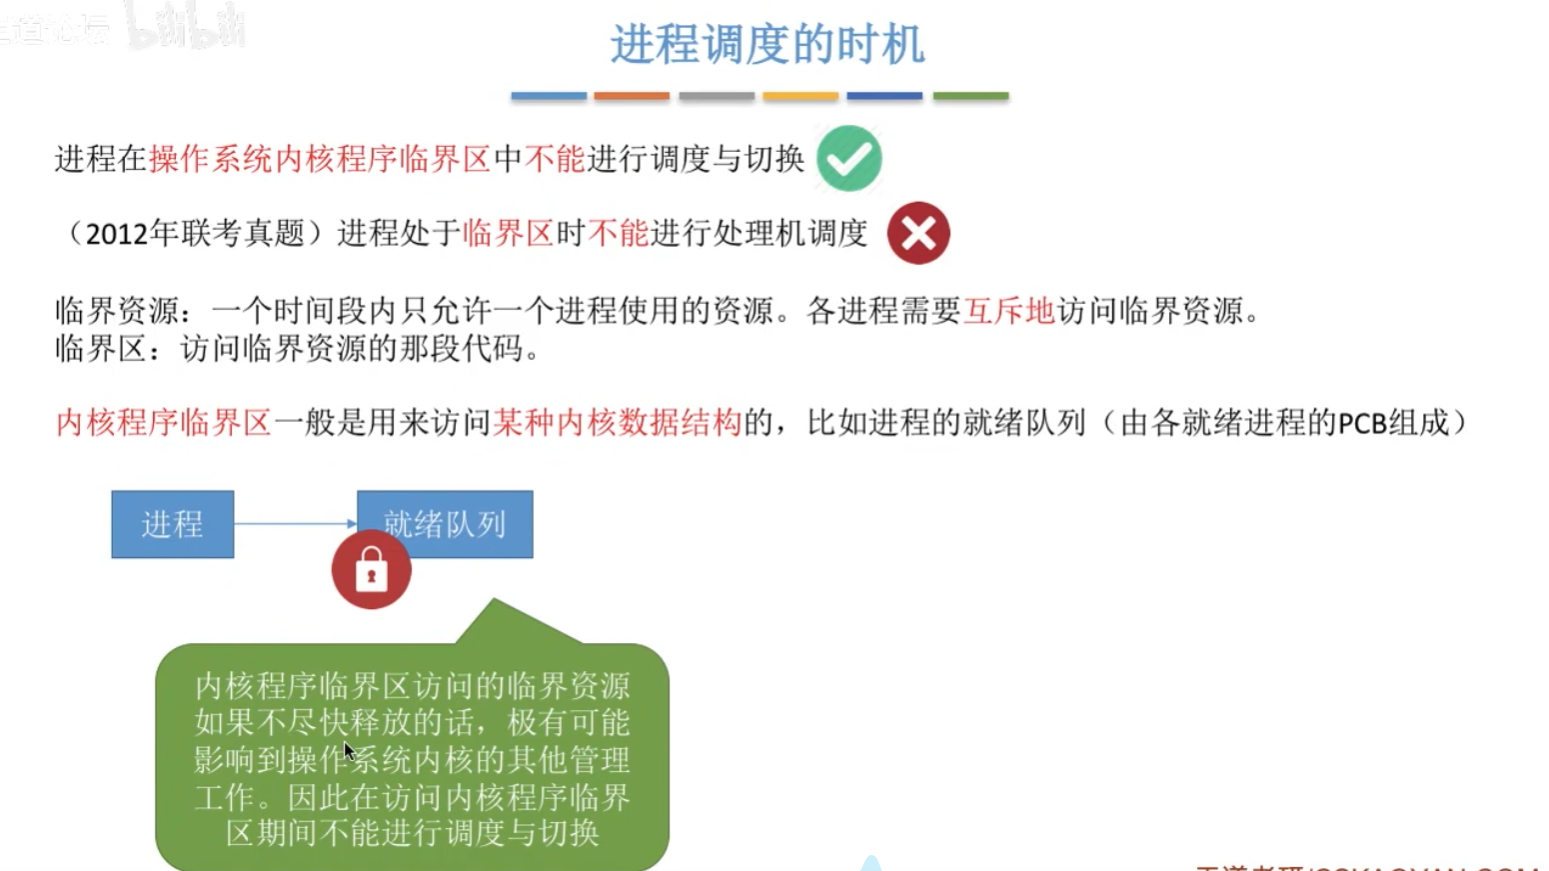 bilibili
进程调度的时机
进程在操作系统内核程序临界区中不能进行调度与切换
（2012年联考真题）进程处于临界区时不能进行处理机调度
临界资源：一个时间段内只允许一个进程使用的资源。各进程需要互斥地访问临界资源。
临界区：访问临界资源的那段代码。
内核程序临界区一般是用来访问某种内核数据结构的，比如进程的就绪队列（由各就绪进程的PCB组成）
进程
就绪队列
内核程序临界区访问的临界资源
如果不尽快释放的话，极有可能
影响到操作系统内核的其他管理
工作。因此在访问内核程序临界
区期间不能进行调度与切换